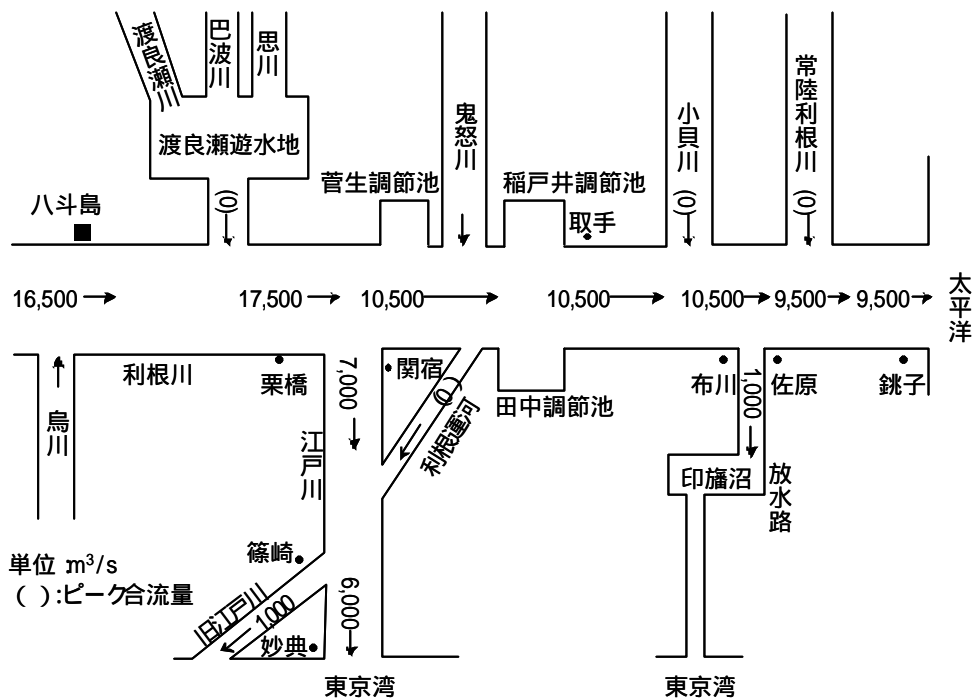 渡良瀬川
巴波川
思川
鬼怒川
小貝川
常陸利根川
渡良瀬遊水地
菅生調節池
稲戸井調節池
取手
八斗島
(0)
(0)
(0)
16,500
17,500
10,500
10,500
10,500
9,500
9,500
太平洋
利根川
栗橋
7,000
関宿
(0)
利根運河
田中調節池
布川
1,000
佐原
銚子
烏川
江戸川
印旛沼
放水路
篠崎
単位 m³/s
( ):ピーク合流量
旧江戸川
1,000
6,000
妙典
東京湾
東京湾